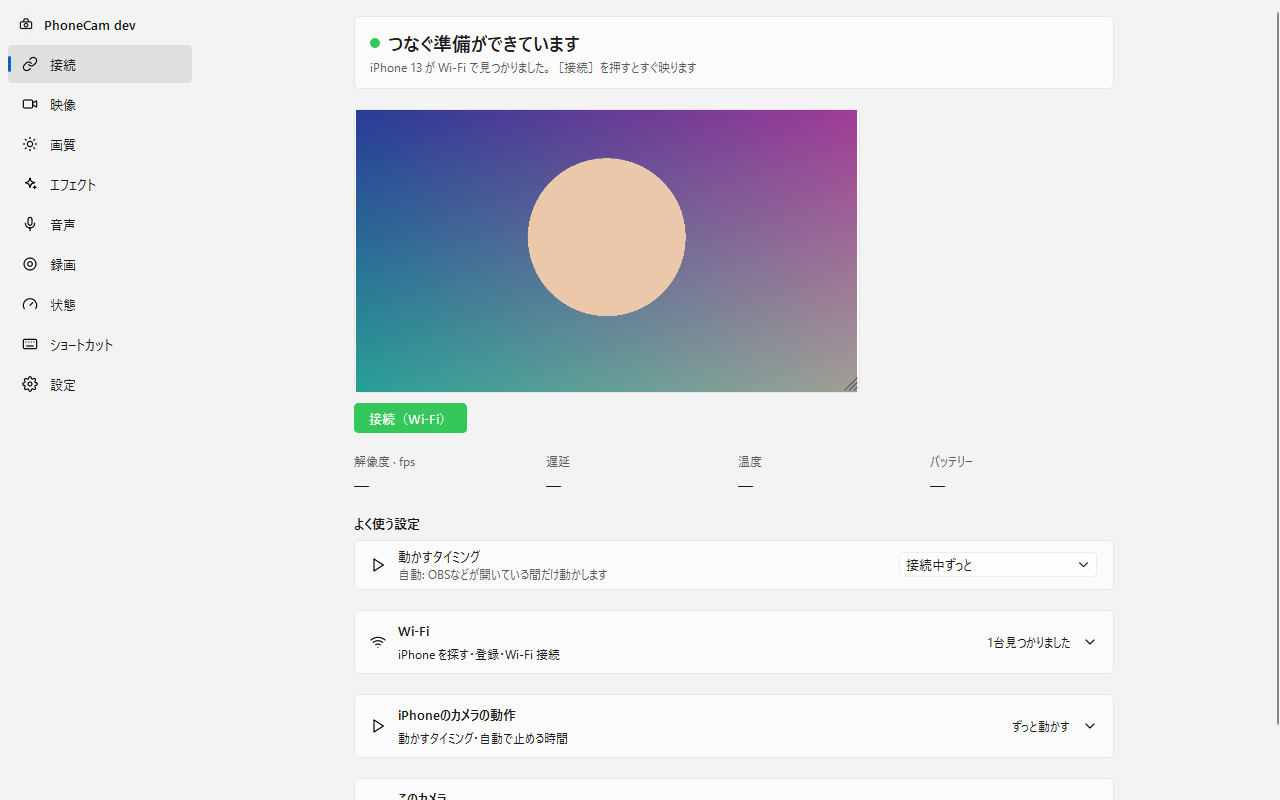 PhoneCam dev
接続
映像
画質
エフェクト
音声
録画
状態
ショートカット
設定
つなぐ準備ができています
iPhone 13 が Wi-Fi で見つかりました。［接続］を押すとすぐ映ります
接続（Wi-Fi）
解像度 · fps
遅延
温度
バッテリー
—
—
—
—
よく使う設定
動かすタイミング
自動: OBSなどが開いている間だけ動かします
接続中ずっと
Wi-Fi
iPhone を探す・登録・Wi-Fi 接続
1台見つかりました
iPhoneのカメラの動作
動かすタイミング・自動で止める時間
ずっと動かす
このカメラ